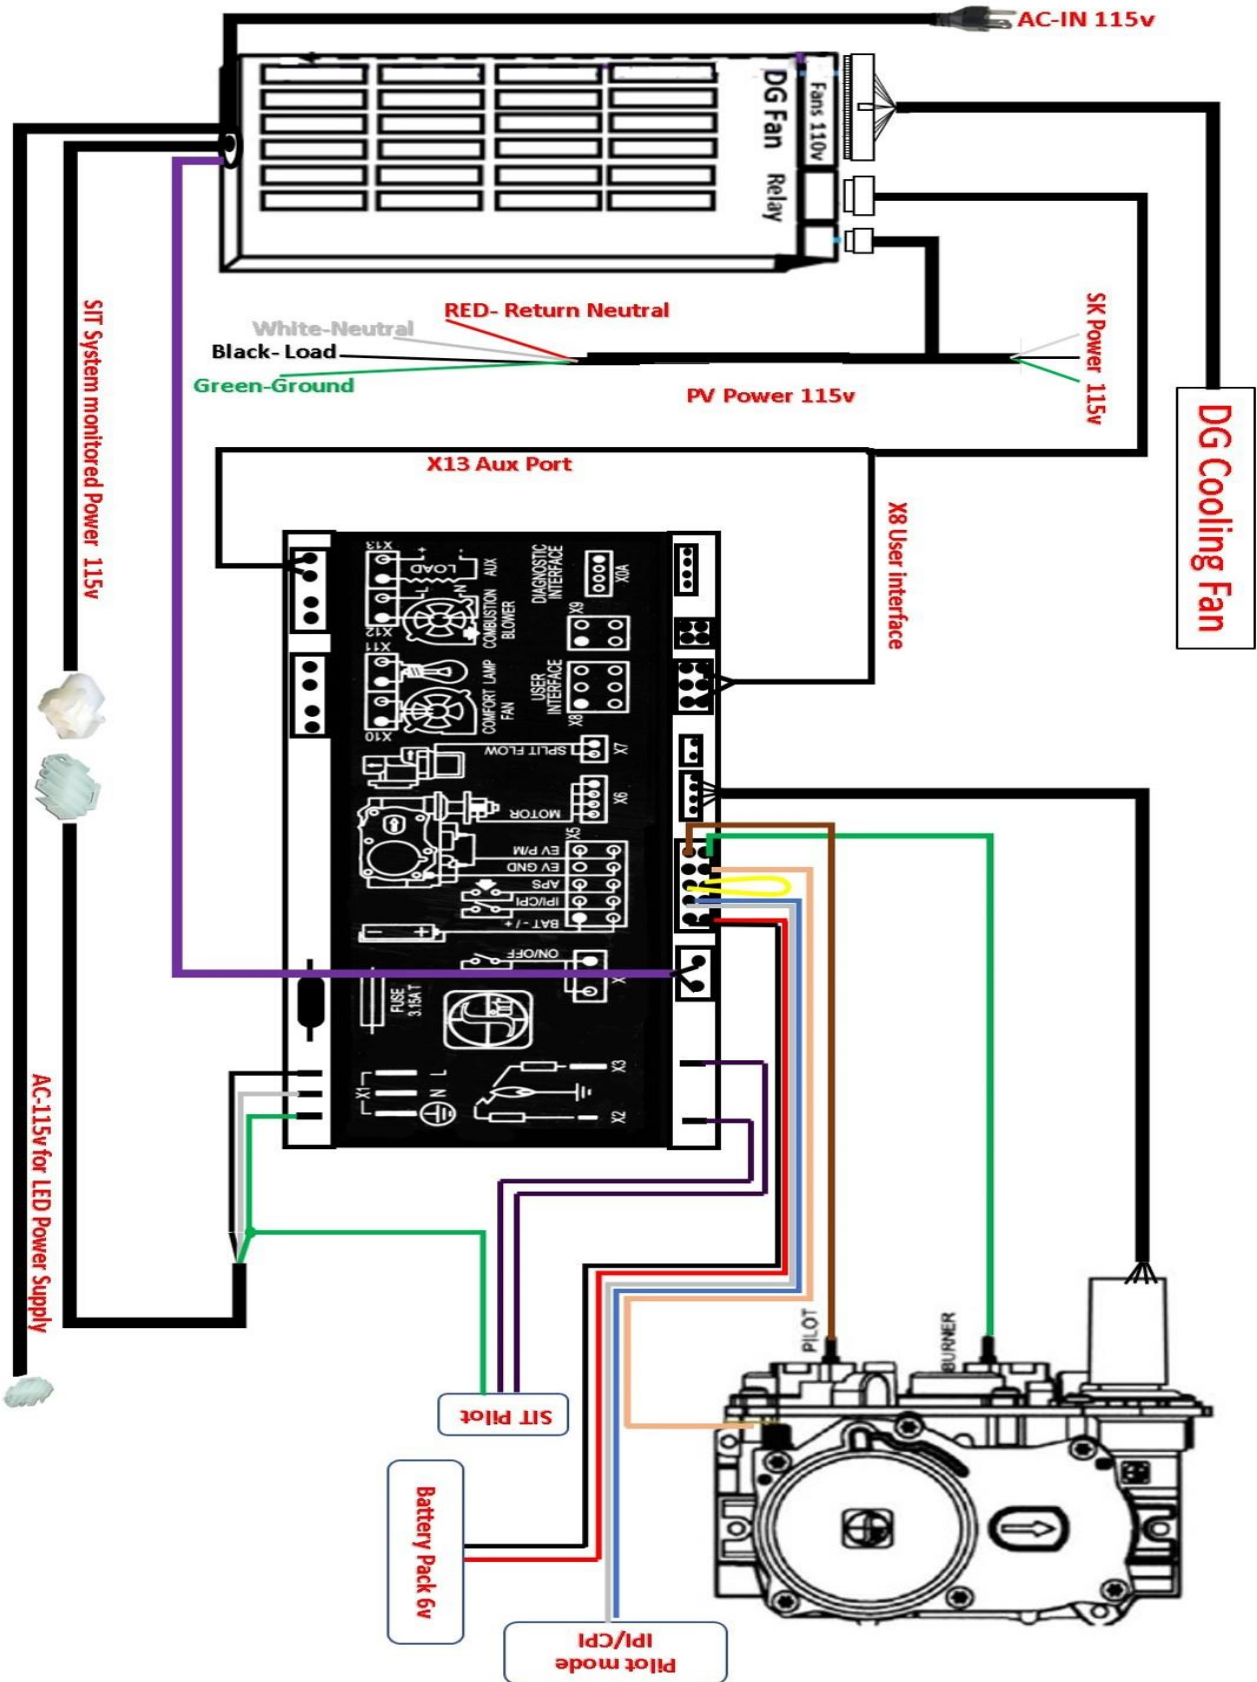 AC-IN 115v
Fans 110v
DG Fan
Relay
RED- Return Neutral
White-Neutral
Black- Load
Green-Ground
PV Power 115v
SK Power 115v
DG Cooling Fan
SIT System monitored Power 115v
X13 Aux Port
X8 User interface
X13
+ -
LOAD
AUX
DIAGNOSTIC
INTERFACE
X0A
X12
L N
COMBUSTION
BLOWER
X9
X11
LAMP
USER
INTERFACE
X8
X10
COMFORT
FAN
SPLIT FLOW
X7
MOTOR
X6
X5
EV P/M
EV GND
APS
IPI/CPI
BAT - / +
ON/OFF
X
FUSE
3.15A T
X1
L
N
X3
X2
AC-115v for LED Power Supply
PILOT
BURNER
SIT Pilot
Battery Pack 6v
Pilot mode
IPI/CPI